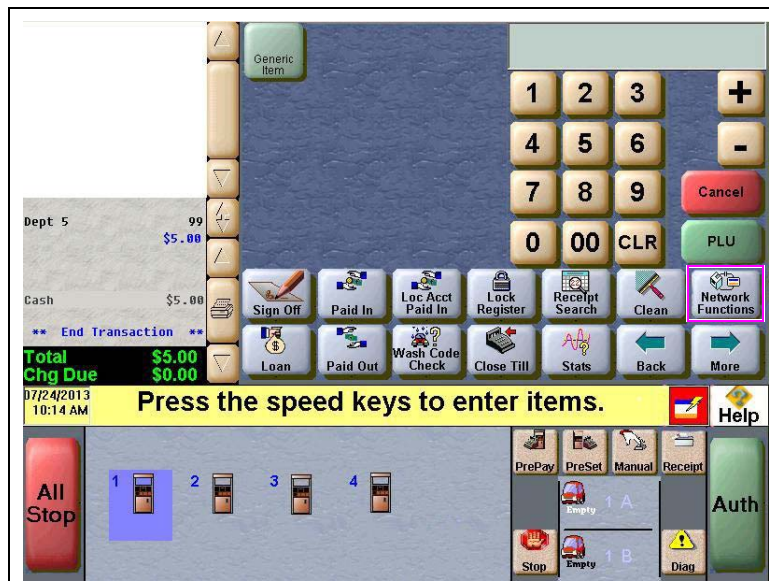 Generic
Item
1 2 3 +
4 5 6 -
7 8 9 Cancel
0 00 CLR PLU
Dept 5 99
$5.00
Cash $5.00
** End Transaction **
Total $5.00
Chg Due $0.00
Sign Off
Paid In
Loc Acct
Paid In
Lock
Register
Receipt
Search
Clean
Network
Functions
Loan
Paid Out
Wash Code
Check
Close Till
Stats
Back
More
07/24/2013
10:14 AM
Press the speed keys to enter items.
Help
All
Stop
1 2 3 4
PrePay PreSet Manual Receipt
Empty 1 A
Auth
Stop
Empty 1 B
Diag